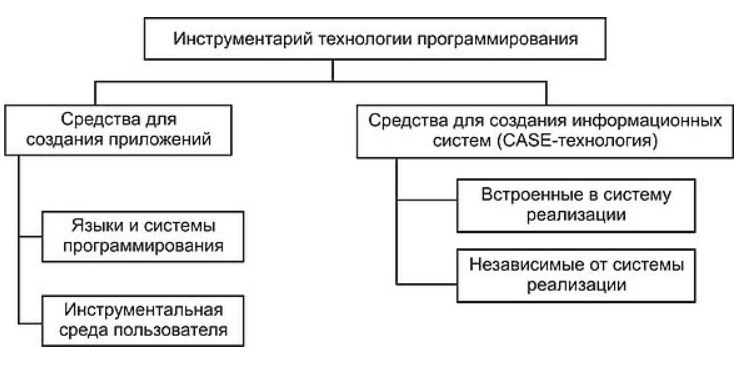 Инструментарий технологии программирования
Средства для
создания приложений
Средства для создания информационных
систем (CASE-технология)
Языки и системы
программирования
Инструментальная
среда пользователя
Встроенные в систему
реализации
Независимые от системы
реализации